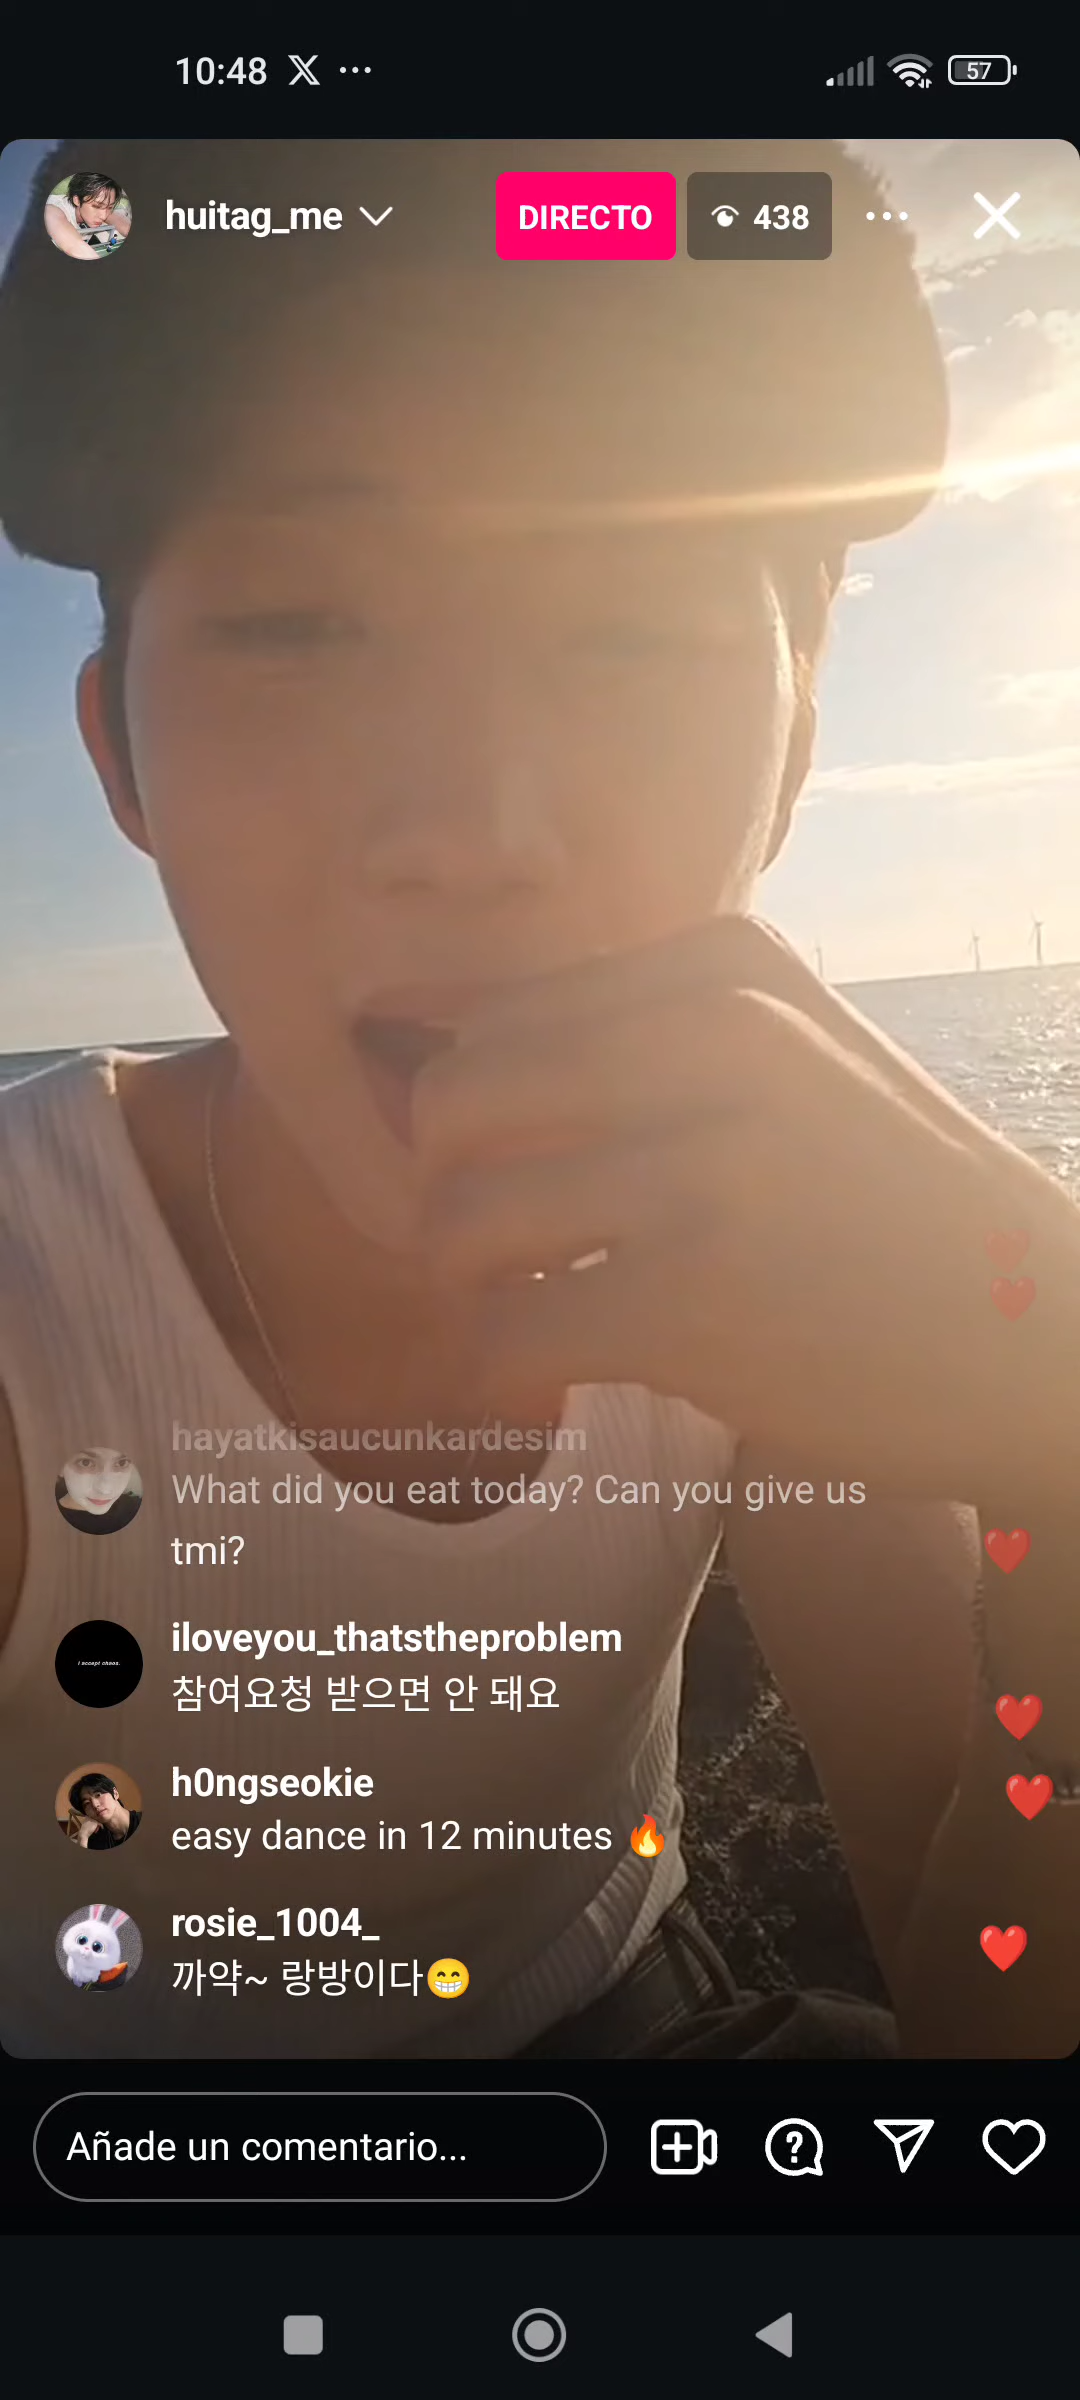 10:48
57
huitag_me
DIRECTO
438
hayatkisaucunkardesim
What did you eat today? Can you give us
tmi?
i accept chaos.
iloveyou_thatstheproblem
참여요청 받으면 안 돼요
h0ngseokie
easy dance in 12 minutes 🔥
rosie_1004_
까약~ 랑방이다😁
Añade un comentario...